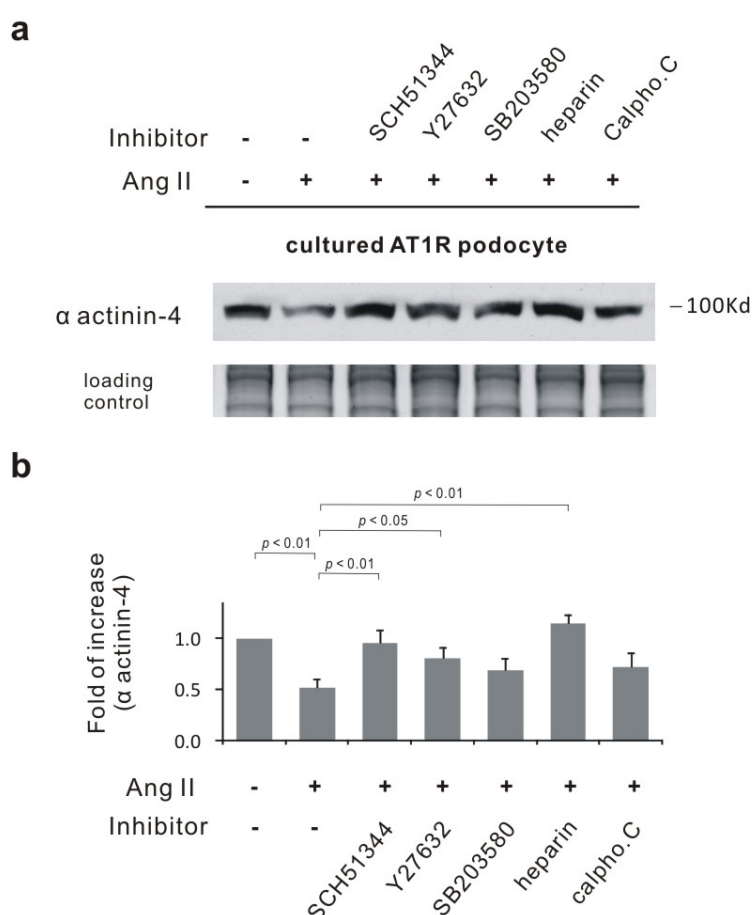 a
SCH51344 Y27632 SB203580 heparin Calpho.C
Inhibitor - -
Ang II - + + + + + +
cultured AT1R podocyte
α actinin-4 –100Kd
loading
control
b
p < 0.01
p < 0.05
p < 0.01
p < 0.01
Fold of increase
(α actinin-4)
1.0
0.5
0.0
Ang II - + + + + + +
Inhibitor - - SCH51344 Y27632 SB203580 heparin calpho.C